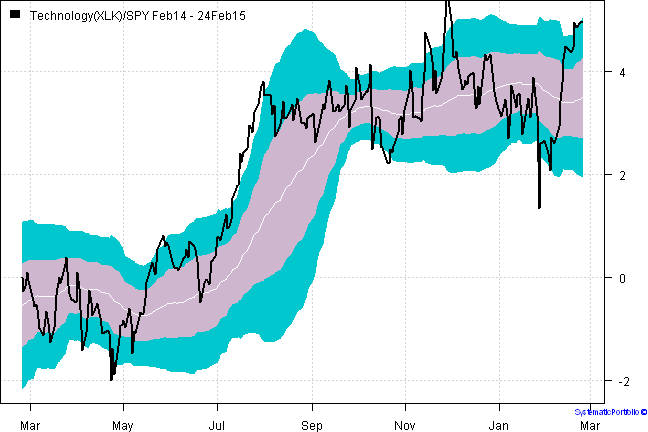 Technology(XLK)/SPY Feb14 - 24Feb15
4
2
0
-2
SystematicPortfolio ©
Mar May Jul Sep Nov Jan Mar